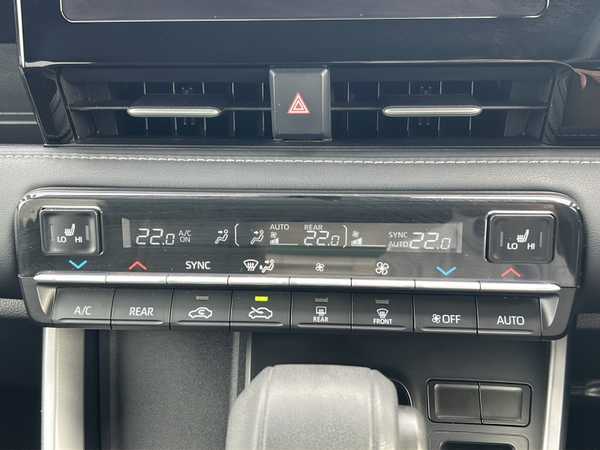 LO HI
22.0 A/C ON
AUTO REAR 22.0
SYNC AUTO 22.0
LO HI
SYNC
A/C
REAR
REAR
FRONT
OFF
AUTO